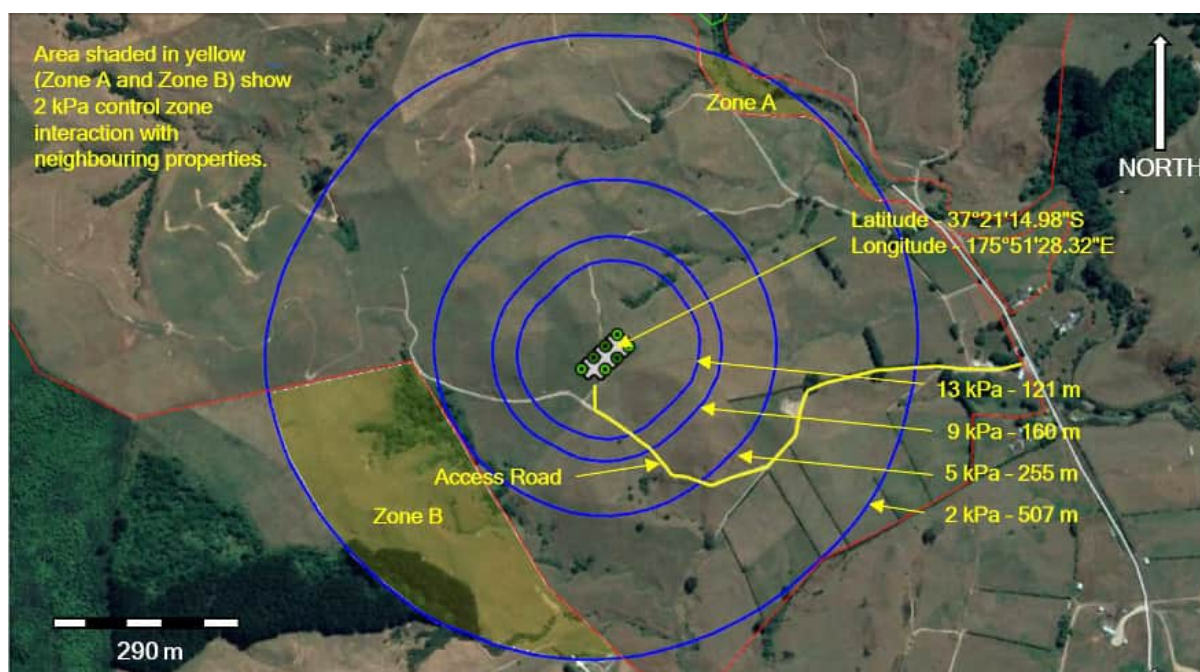 Area shaded in yellow
(Zone A and Zone B) show
2 kPa control zone
interaction with
neighbouring properties.
Zone A
NORTH
Latitude - 37°21'14.98"S
Longitude - 175°51'28.32"E
13 kPa - 121 m
9 kPa - 160 m
Access Road
5 kPa - 255 m
Zone B
2 kPa - 507 m
290 m